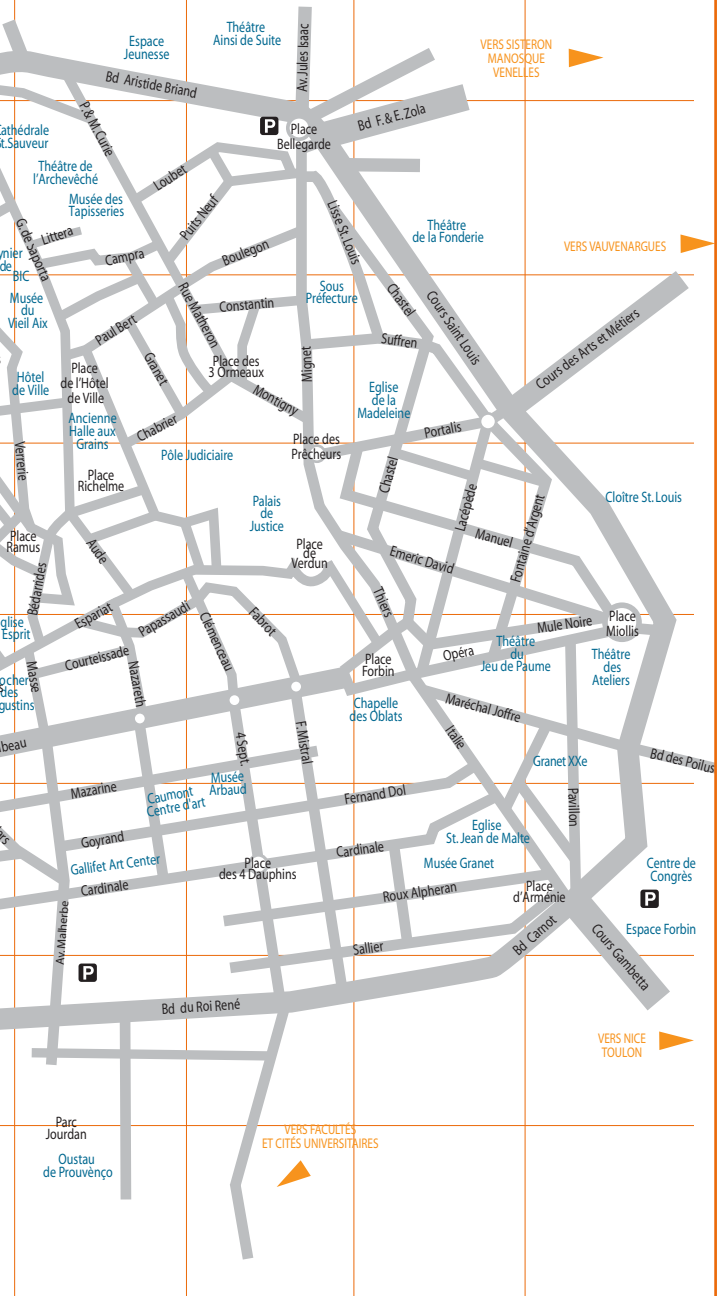 Théâtre
Ainsi de Suite
Espace
Jeunesse
Av. Jules Isaac
VERS SISTERON
MANOSQUE
VENELLES
Bd Aristide Briand
P. & M. Curie
P
Place
Bellegarde
Bd F. & E. Zola
Cathédrale
St. Sauveur
Théâtre de
l'Archevêché
Loubet
Musée des
Tapisseries
Puits Neuf
Lisse St. Louis
Théâtre
de la Fonderie
VERS VAUVENARGUES
G. de Saporta
Littera
Campra
Boulegon
ynier
de
BIC
Musée
du
Vieil Aix
Rue Matheron
Constantin
Sous
Préfecture
Chastel
Cours Saint Louis
Cours des Arts et Métiers
Paul Bert
Granet
Suffren
Mignet
Place des
3 Ormeaux
Hôtel
de Ville
Place
de l'Hôtel
de Ville
Montigny
Eglise
de la
Madeleine
Ancienne
Halle aux
Grains
Chabrier
Portalis
Verrerie
Pôle Judiciaire
Place des
Prêcheurs
Place
Richelme
Chastel
Lacépède
Fontaine d'Argent
Cloître St. Louis
Palais
de
Justice
Place
Ramus
Aude
Place
de
Verdun
Manuel
Emeric David
Bédarrides
Thiers
Espariat
Papassaudi
Clémenceau
Fabrot
glise
Esprit
Mule Noire
Place
Miollis
Courteissade
Masse
Nazareth
Place
Forbin
Opéra
Théâtre
du
Jeu de Paume
Théâtre
des
Ateliers
ocher
des
gustins
Chapelle
des Oblats
Maréchal Joffre
beau
4 Sept.
F. Mistral
Italie
Bd des Poilus
Granet XXe
Mazarine
Caumont
Centre d'art
Musée
Arbaud
Fernand Dol
Pavillon
ers
Goyrand
Eglise
St. Jean de Malte
Cardinale
Gallifet Art Center
Cardinale
Place
des 4 Dauphins
Musée Granet
Centre de
Congrès
Roux Alpheran
Place
d'Arménie
P
Av. Malherbe
Sallier
Bd Carnot
Cours Gambetta
Espace Forbin
P
Bd du Roi René
VERS NICE
TOULON
Parc
Jourdan
VERS FACULTÉS
ET CITÉS UNIVERSITAIRES
Oustau
de Prouvènço